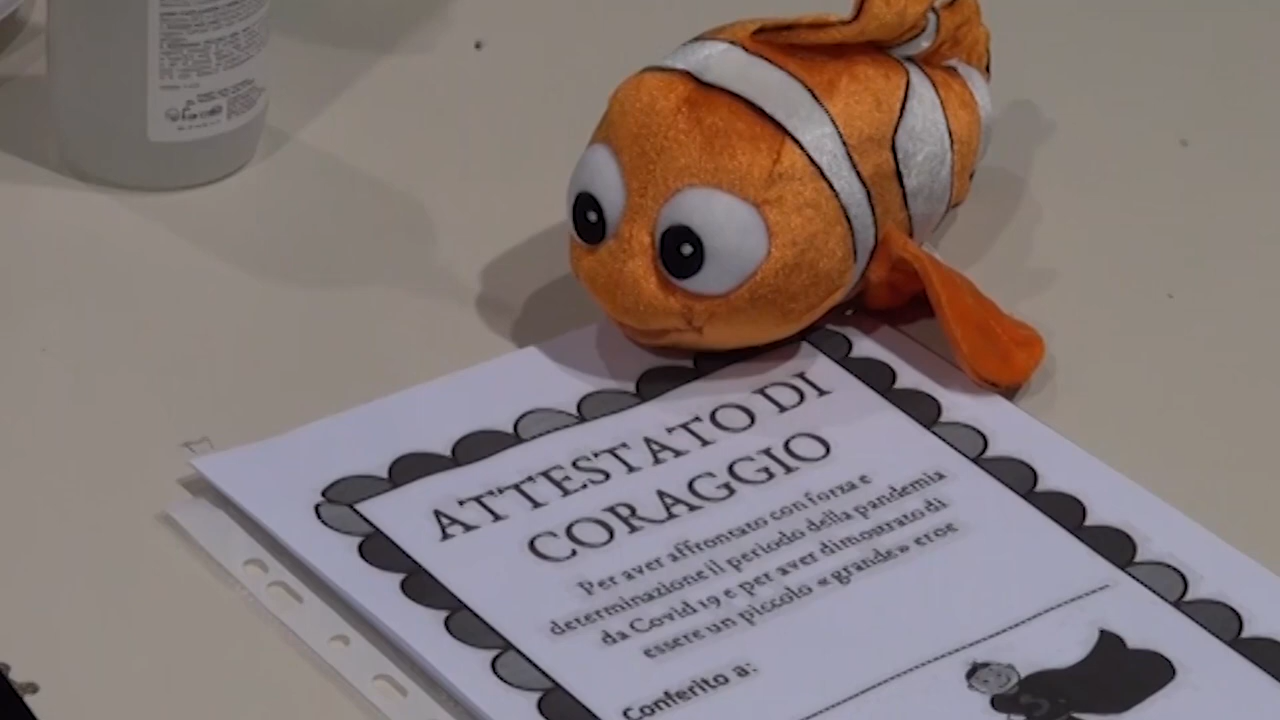 ATTESTATO DI
CORAGGIO
Per aver affrontato con forza e
determinazione il periodo della pandemia
da Covid 19 e per aver dimostrato di
essere un piccolo «grande» eroe
Conferito a: